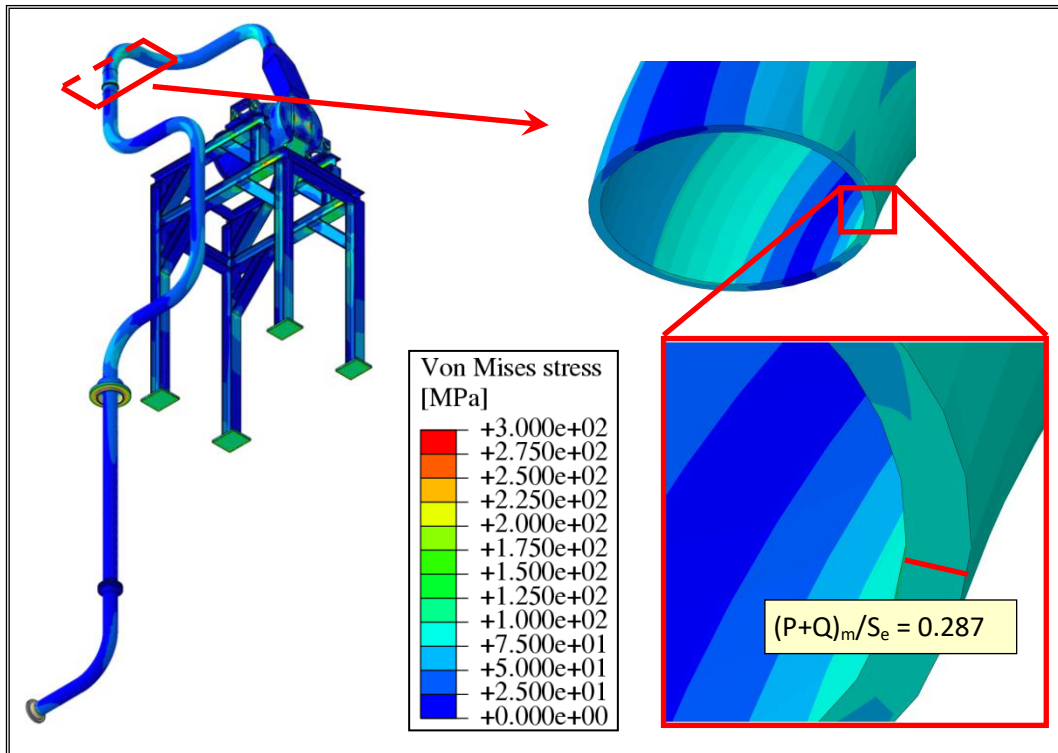 Von Mises stress
[MPa]
+3.000e+02
+2.750e+02
+2.500e+02
+2.250e+02
+2.000e+02
+1.750e+02
+1.500e+02
+1.250e+02
+1.000e+02
+7.500e+01
+5.000e+01
+2.500e+01
+0.000e+00
(P+Q)ₘ/Sₑ = 0.287